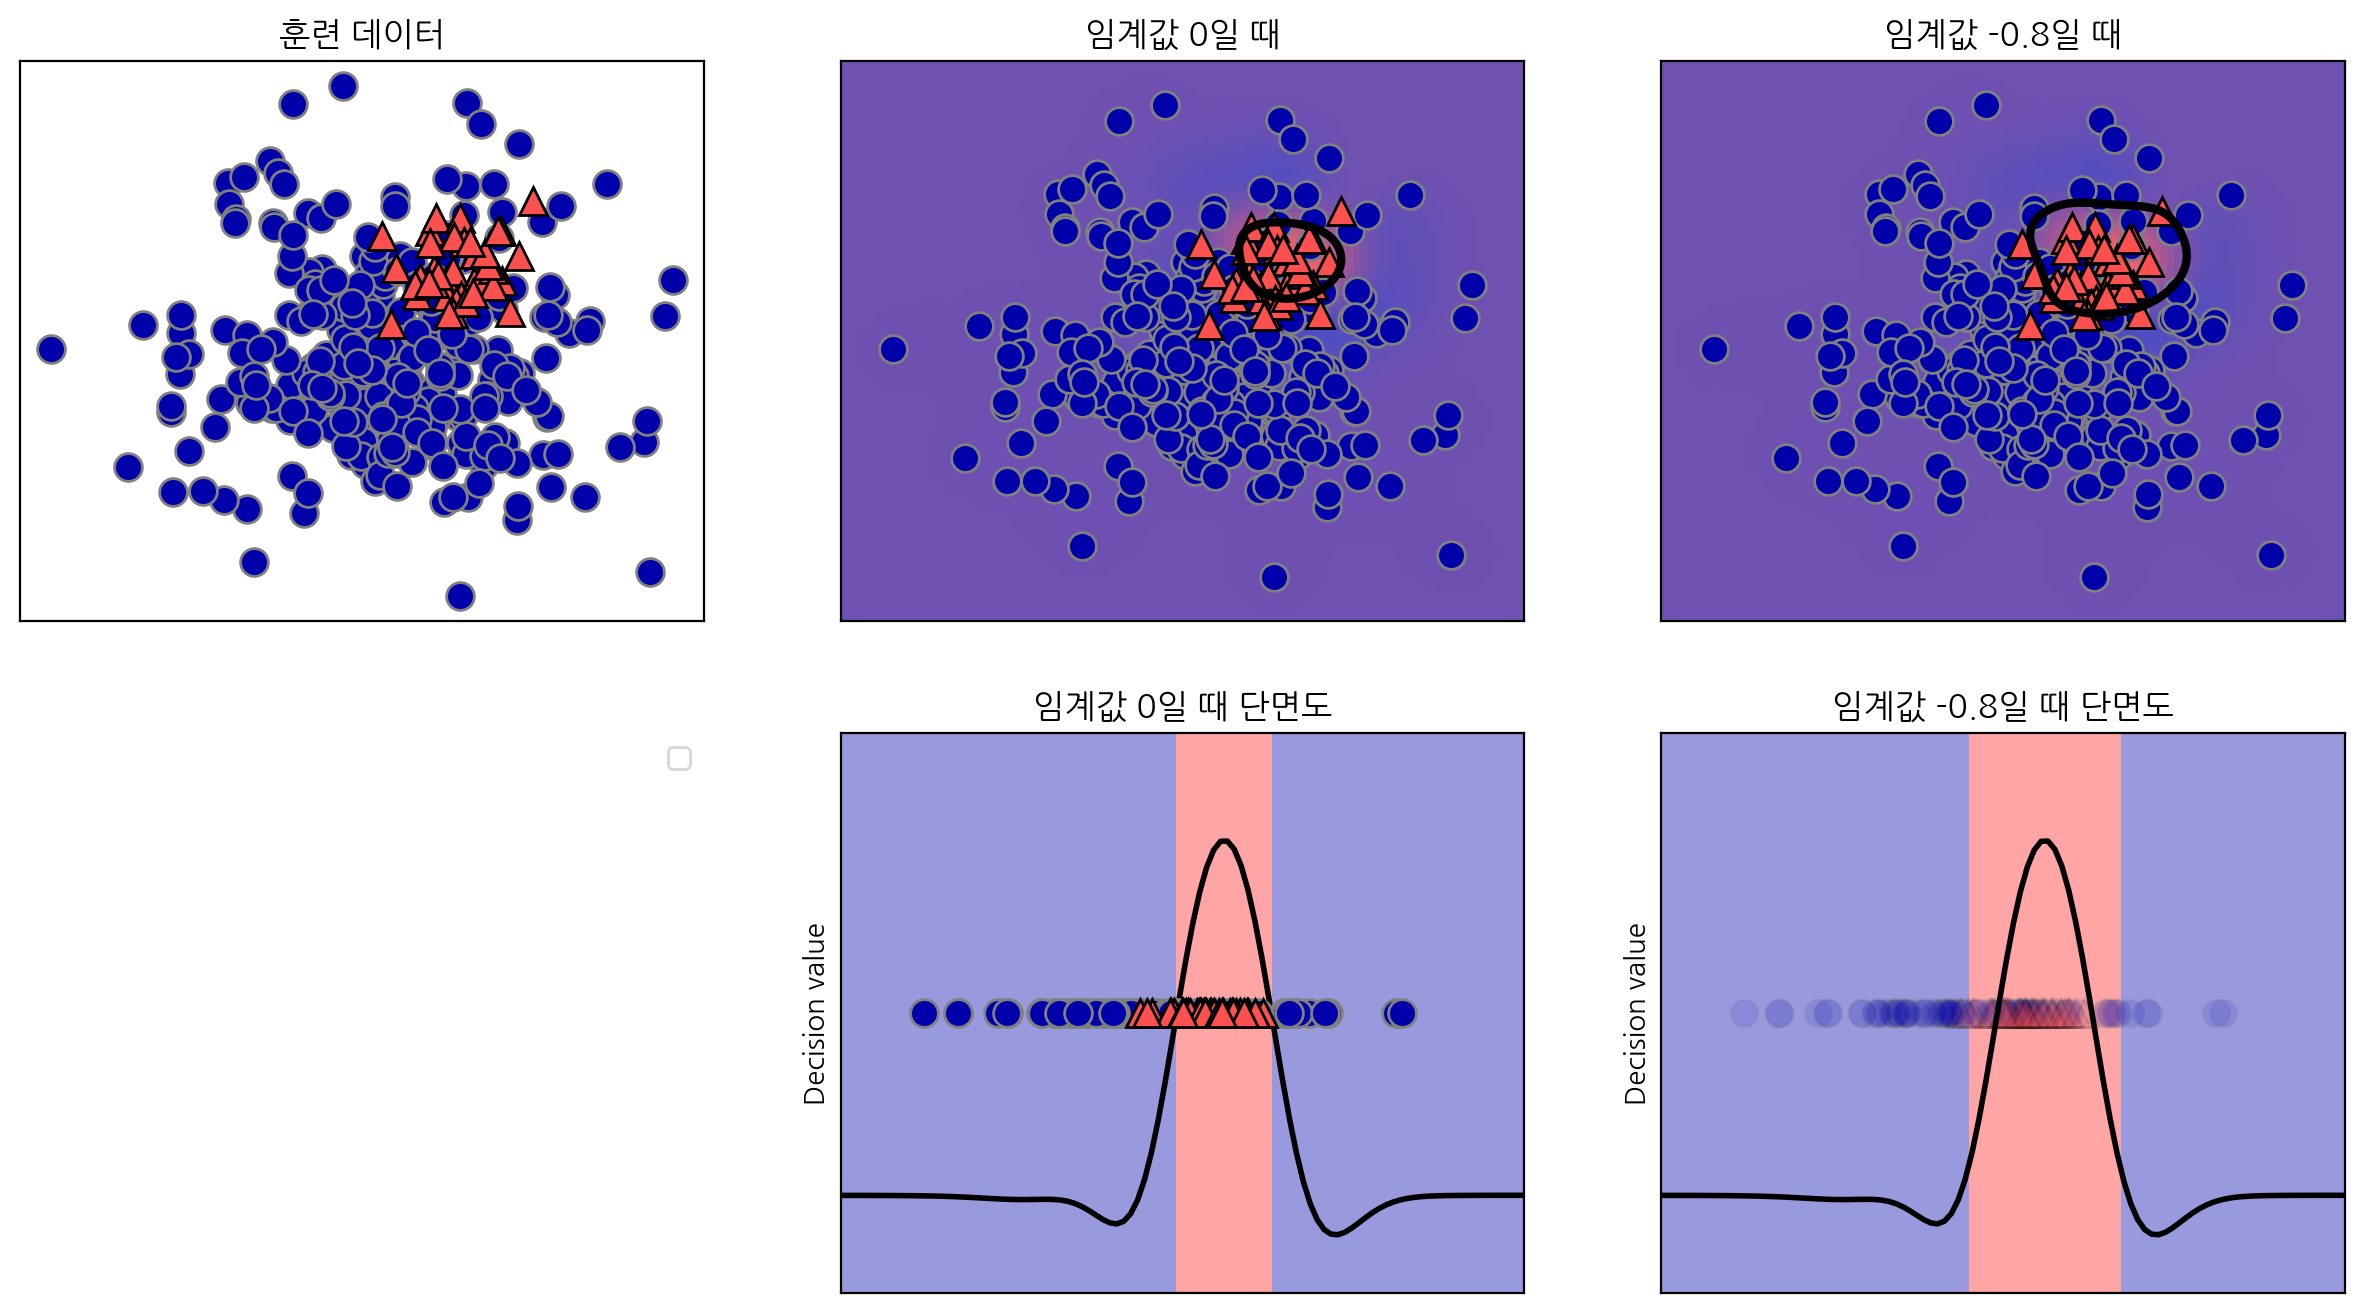 훈련 데이터
임계값 0일 때
임계값 -0.8일 때
임계값 0일 때 단면도
임계값 -0.8일 때 단면도
Decision value
Decision value